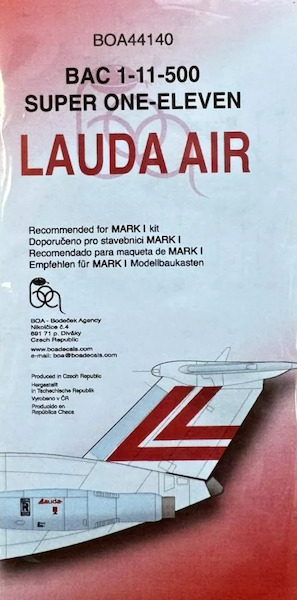 BOA44140
BAC 1-11-500
SUPER ONE-ELEVEN
LAUDA AIR
Recommended for MARK I kit
Doporučeno pro stavebnici MARK I
Recomendado para maqueta de MARK I
Empfehlen für MARK I Modellbaukasten
boa
BOA - Bodeček Agency
Nikolčice č.4
691 71 p. Diváky
Czech Republic
www.boadecals.com
e-mail: boa@boadecals.com
Produced in Czech Republic
Hergestellt
in Tschechische Republik
Vyrobeno v ČR
Producido en
República Checa
Lauda